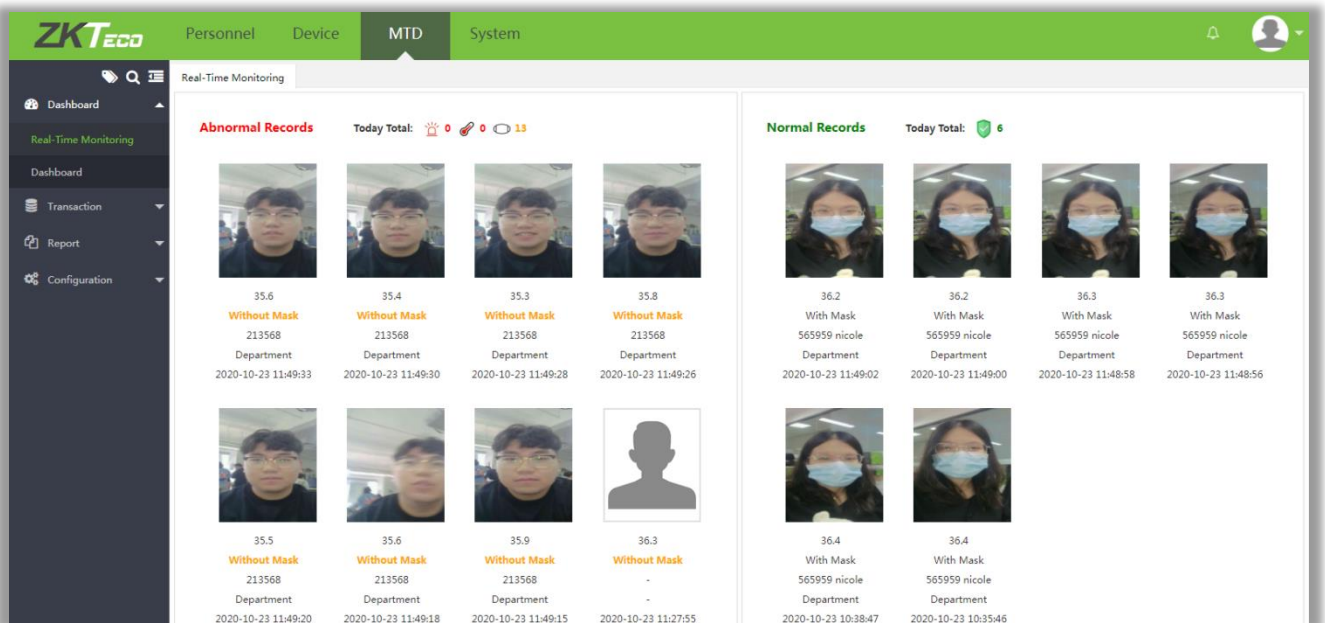 ZKTeco Personnel Device MTD System
Real-Time Monitoring
Dashboard
Real-Time Monitoring
Dashboard
Transaction
Report
Configuration
Abnormal Records Today Total: 0 0 13
35.6 35.4 35.3 35.8
Without Mask Without Mask Without Mask Without Mask
213568 213568 213568 213568
Department Department Department Department
2020-10-23 11:49:33 2020-10-23 11:49:30 2020-10-23 11:49:28 2020-10-23 11:49:26
35.5 35.6 35.9 36.3
Without Mask Without Mask Without Mask Without Mask
213568 213568 213568 -
Department Department Department -
2020-10-23 11:49:20 2020-10-23 11:49:18 2020-10-23 11:49:15 2020-10-23 11:27:55
Normal Records Today Total: 6
36.2 36.2 36.3 36.3
With Mask With Mask With Mask With Mask
565959 nicole 565959 nicole 565959 nicole 565959 nicole
Department Department Department Department
2020-10-23 11:49:02 2020-10-23 11:49:00 2020-10-23 11:48:58 2020-10-23 11:48:56
36.4 36.4
With Mask With Mask
565959 nicole 565959 nicole
Department Department
2020-10-23 10:38:47 2020-10-23 10:35:46